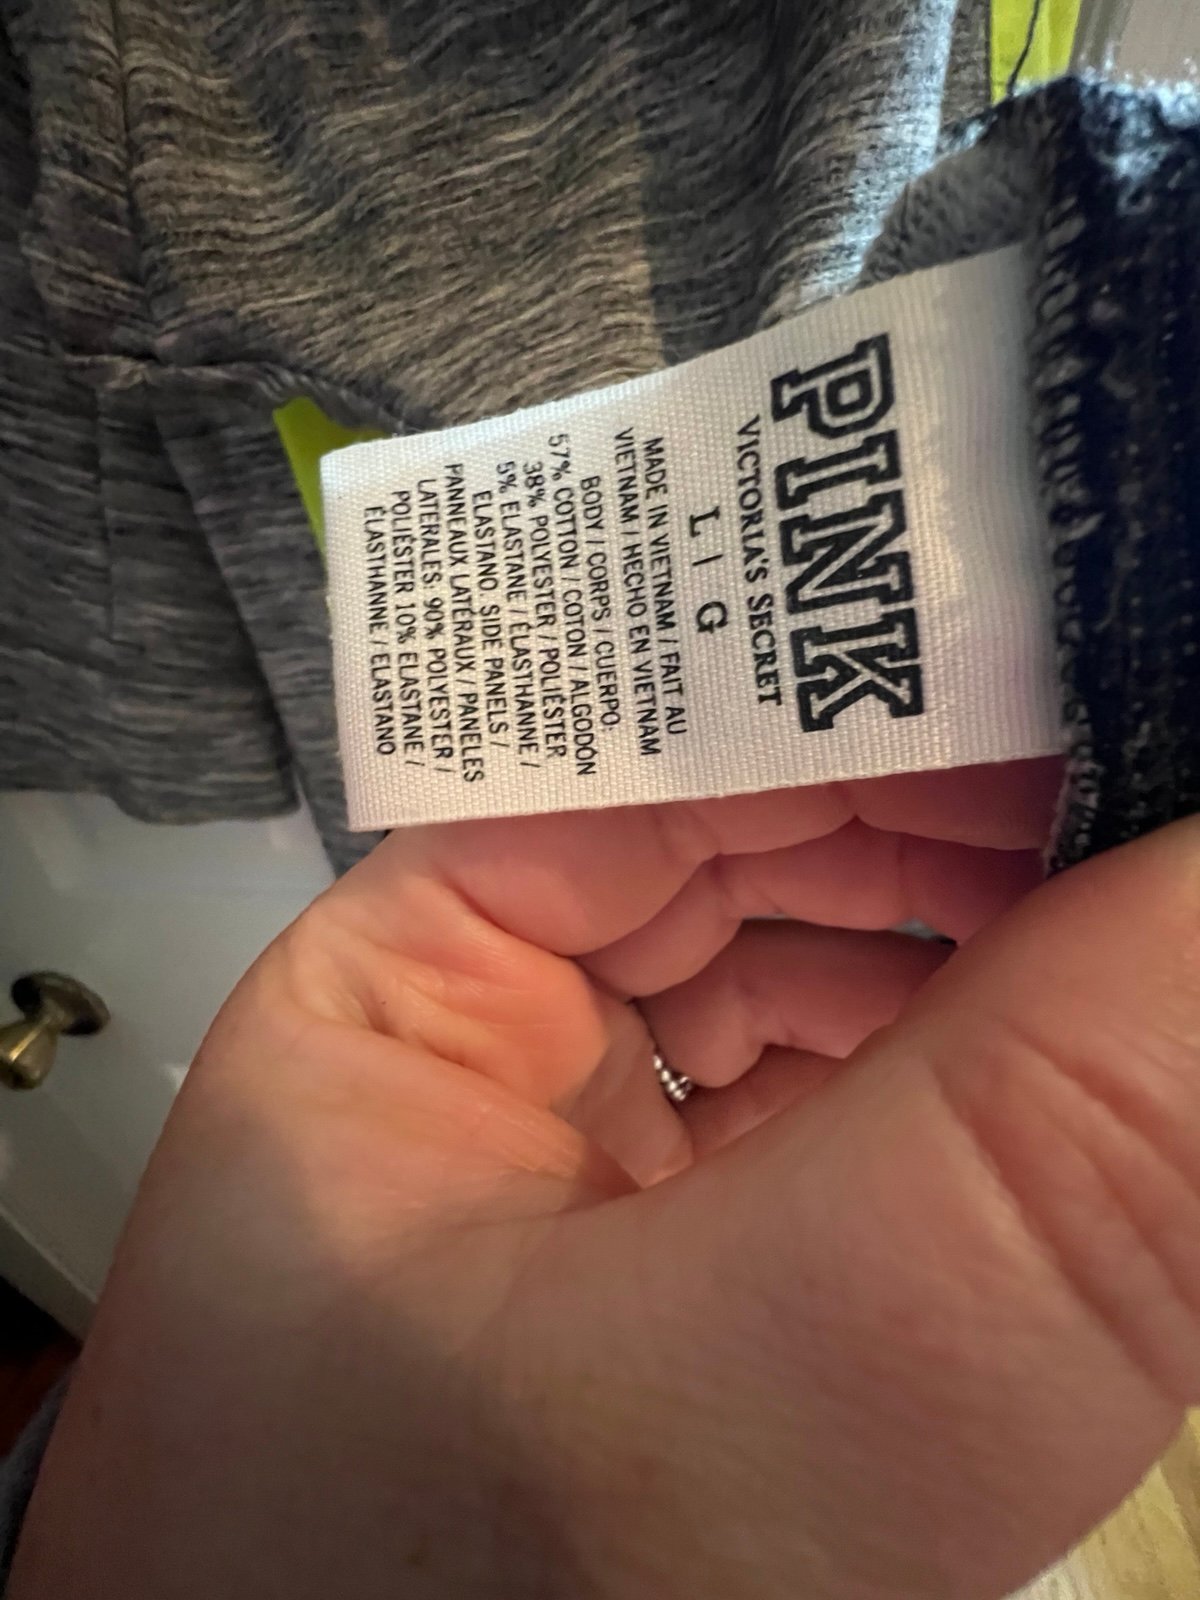 PINK
VICTORIA'S SECRET
L | G
MADE IN VIETNAM / FAIT AU
VIETNAM / HECHO EN VIETNAM
BODY / CORPS / CUERPO:
57% COTTON / COTON / ALGODÓN
38% POLYESTER / POLIÉSTER
5% ELASTANE / ÉLASTHANNE /
ELASTANO SIDE PANELS /
PANNEAUX LATÉRAUX / PANELES
LATERALES: 90% POLYESTER /
POLIÉSTER 10% ELASTANE /
ÉLASTHANNE / ELASTANO